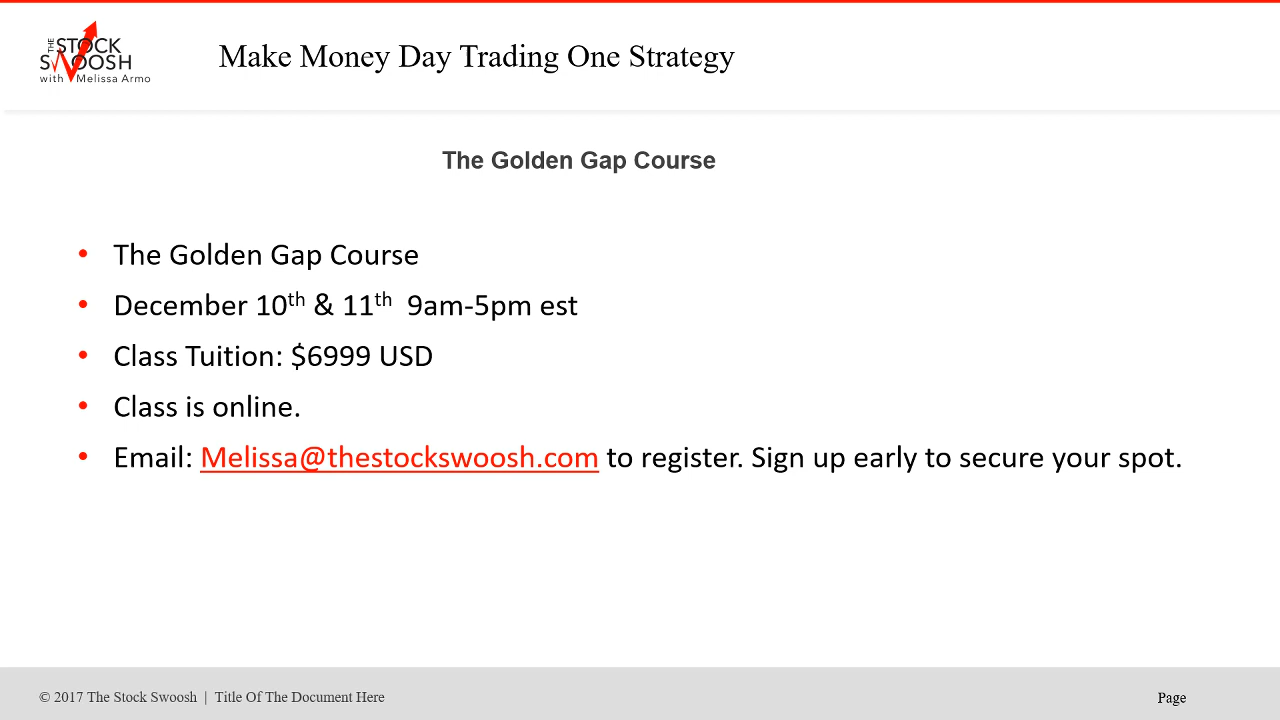 THE
STOCK
SWOOSH
with Melissa Armo
Make Money Day Trading One Strategy
The Golden Gap Course
• The Golden Gap Course
• December 10th & 11th 9am-5pm est
• Class Tuition: $6999 USD
• Class is online.
• Email: Melissa@thestockswoosh.com to register. Sign up early to secure your spot.
© 2017 The Stock Swoosh | Title Of The Document Here
Page